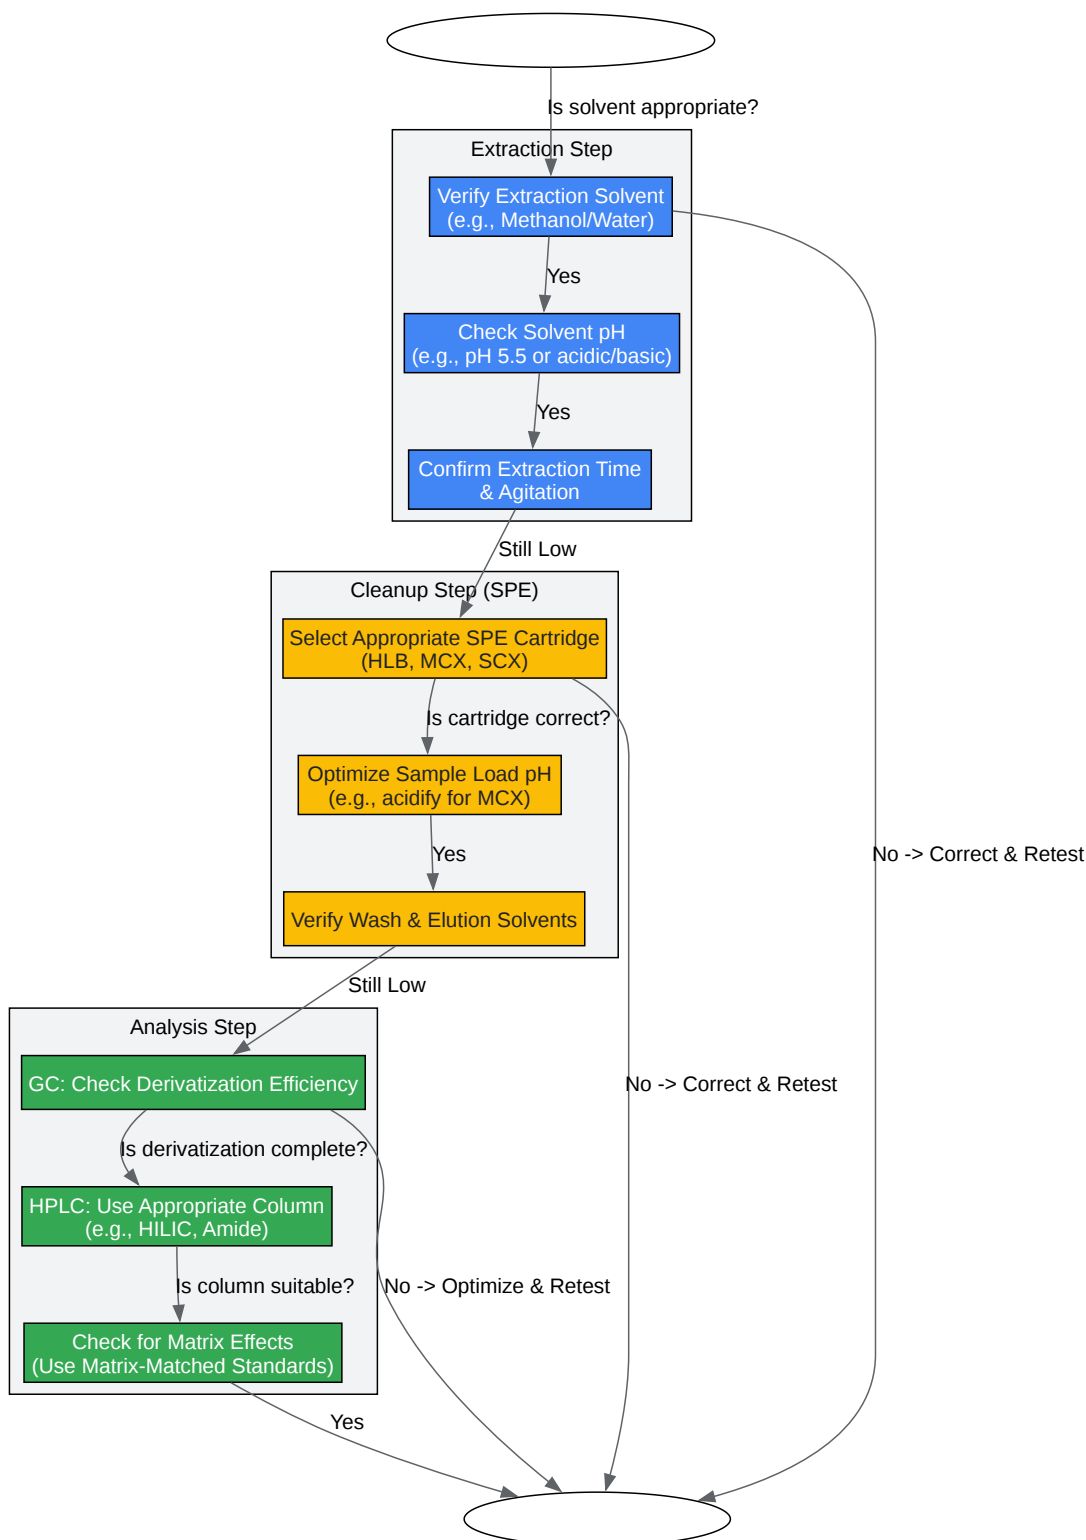 Is solvent appropriate?
Extraction Step
Verify Extraction Solvent
(e.g., Methanol/Water)
Yes
Check Solvent pH
(e.g., pH 5.5 or acidic/basic)
Yes
Confirm Extraction Time
& Agitation
Still Low
Cleanup Step (SPE)
Select Appropriate SPE Cartridge
(HLB, MCX, SCX)
Is cartridge correct?
Optimize Sample Load pH
(e.g., acidify for MCX)
Yes
No -> Correct & Retest
Verify Wash & Elution Solvents
Still Low
Analysis Step
GC: Check Derivatization Efficiency
No -> Correct & Retest
Is derivatization complete?
HPLC: Use Appropriate Column
(e.g., HILIC, Amide)
Is column suitable?
No -> Optimize & Retest
Check for Matrix Effects
(Use Matrix-Matched Standards)
Yes